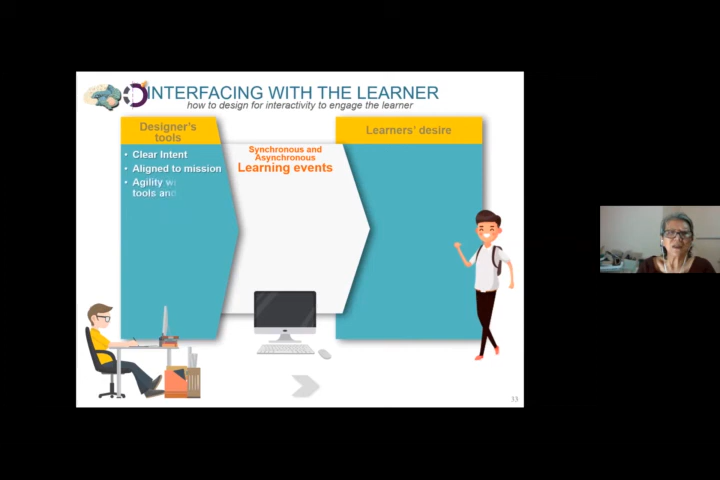 INTERFACING WITH THE LEARNER
how to design for interactivity to engage the learner
Designer's
tools
Learners' desire
Synchronous and
Asynchronous
Learning events
• Clear Intent
• Aligned to mission
• Agility
tools and
33